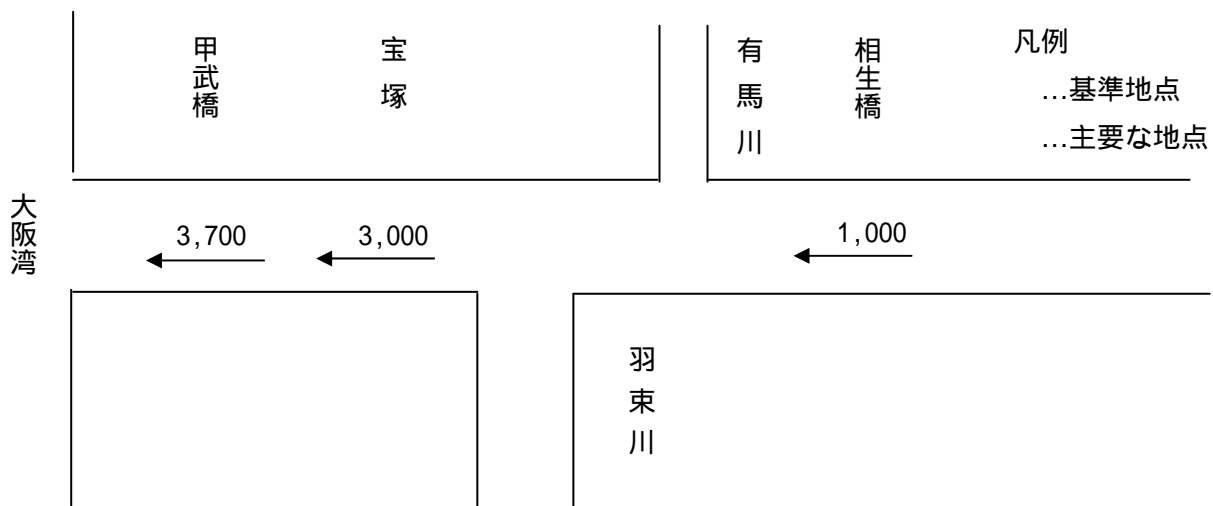 甲武橋
宝塚
有馬川
相生橋
凡例
…基準地点
…主要な地点
大阪湾
3,700
3,000
1,000
羽束川